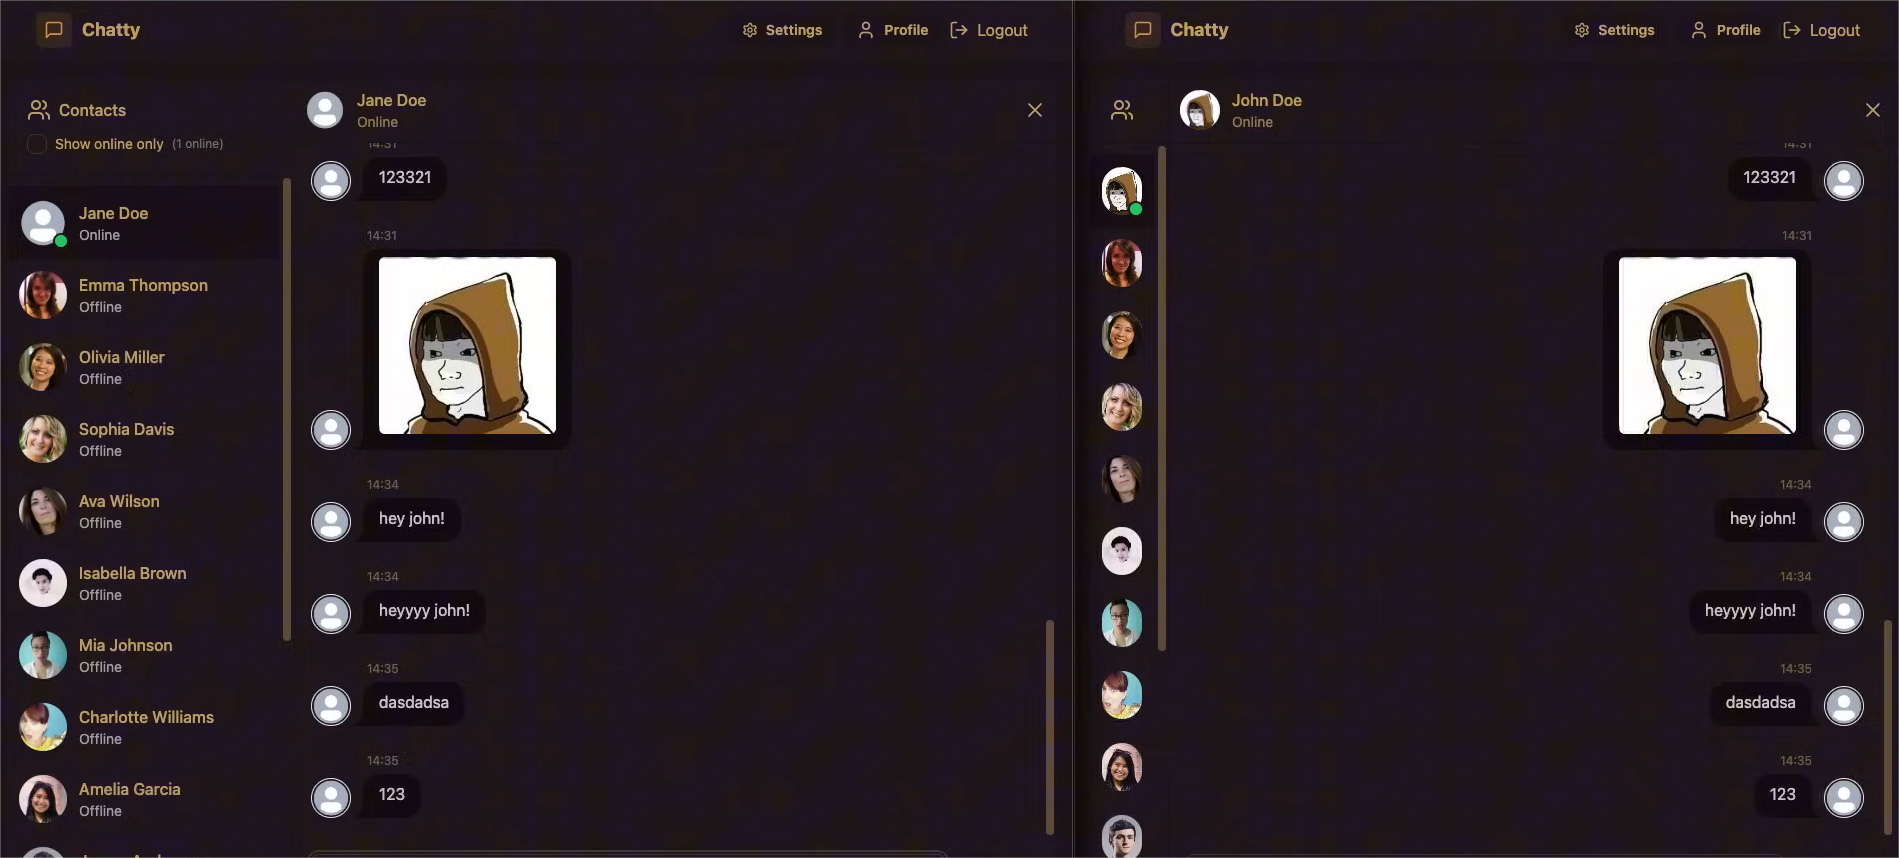 Chatty
Settings
Profile
Logout
Contacts
Show online only (1 online)
Jane Doe
Online
Emma Thompson
Offline
Olivia Miller
Offline
Sophia Davis
Offline
Ava Wilson
Offline
Isabella Brown
Offline
Mia Johnson
Offline
Charlotte Williams
Offline
Amelia Garcia
Offline
Jane Doe
Online
14:31
123321
14:31
14:34
hey john!
14:34
heyyyy john!
14:35
dasdadsa
14:35
123
Chatty
Settings
Profile
Logout
John Doe
Online
14:31
123321
14:31
14:34
hey john!
14:34
heyyyy john!
14:35
dasdadsa
14:35
123